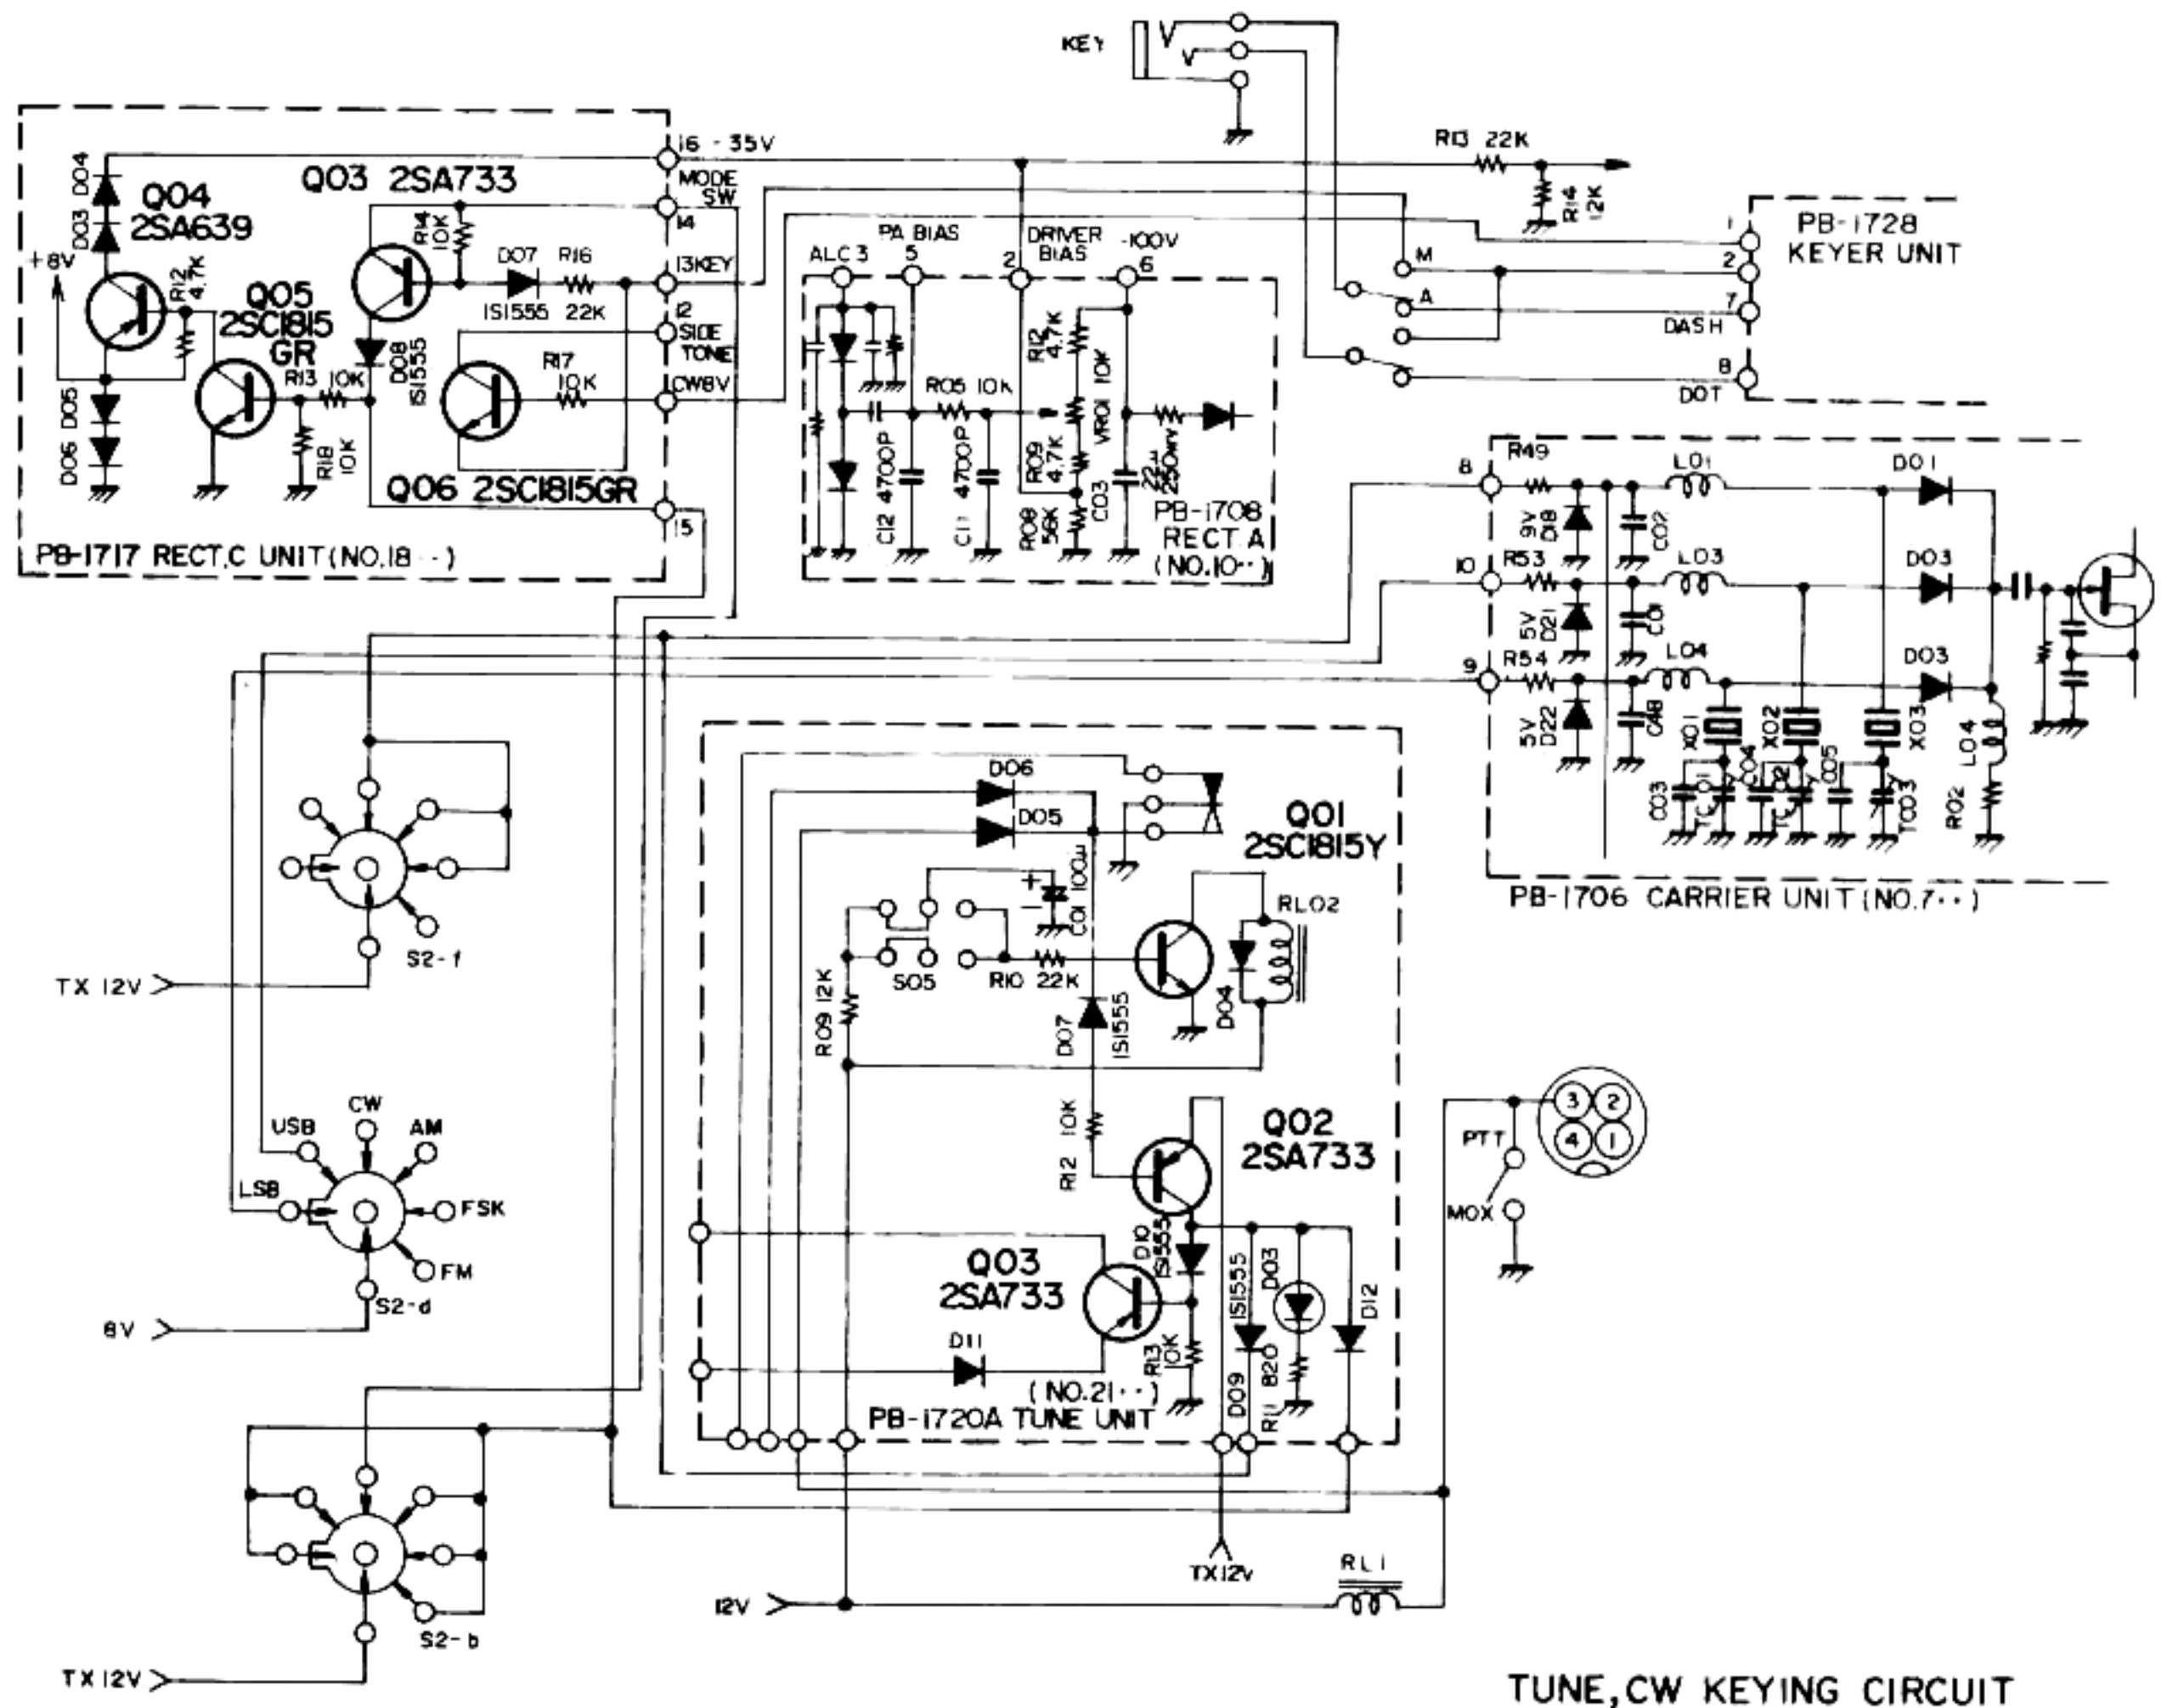 KEY
R13 22K
R14 12K
16 -35V
MODE SW
14
13 KEY
12
SIDE TONE
CW8V
15
D04
D03
Q04
2SA639
Q03 2SA733
+8V
R12 4.7K
Q05
2SC1815
GR
R14 10K
D07
1S1555
R16
22K
D08
1S1555
R13 10K
R17
10K
R18
10K
D05
D06
Q06 2SC1815GR
PB-1717 RECT,C UNIT (NO.18··)
ALC 3
PA BIAS
5
DRIVER BIAS
2
-100V
6
R12
4.7K
R05 10K
VR01 10K
R09
4.7K
C12 4700P
C11 4700P
R08
56K
C03
PB-1708
RECT A
(NO.10··)
M
A
1
2
7
DASH
8
DOT
PB-1728
KEYER UNIT
8
R49
L01
D01
9V
D18
C02
10
R53
L03
D03
5V
D21
C01
9
R54
L04
D03
5V
D22
C48
X01
X02
X03
L04
C03
TC01
C04
TC02
C05
TC03
R02
PB-1706 CARRIER UNIT (NO.7··)
S2-f
TX 12V
D06
D05
Q01
2SC1815Y
C01 100µ
+
-
RL02
S05
R10 22K
D04
R09 12K
D07
1S1555
R12 10K
Q02
2SA733
D10
1S1555
Q03
2SA733
1S1555
D03
D12
D11
R13
10K
D09
R11 820
(NO.21··)
PB-1720A TUNE UNIT
USB
CW
AM
LSB
FSK
FM
S2-d
8V
PTT
MOX
3
2
4
1
S2-b
TX 12V
TX12V
12V
RL1
TUNE, CW KEYING CIRCUIT